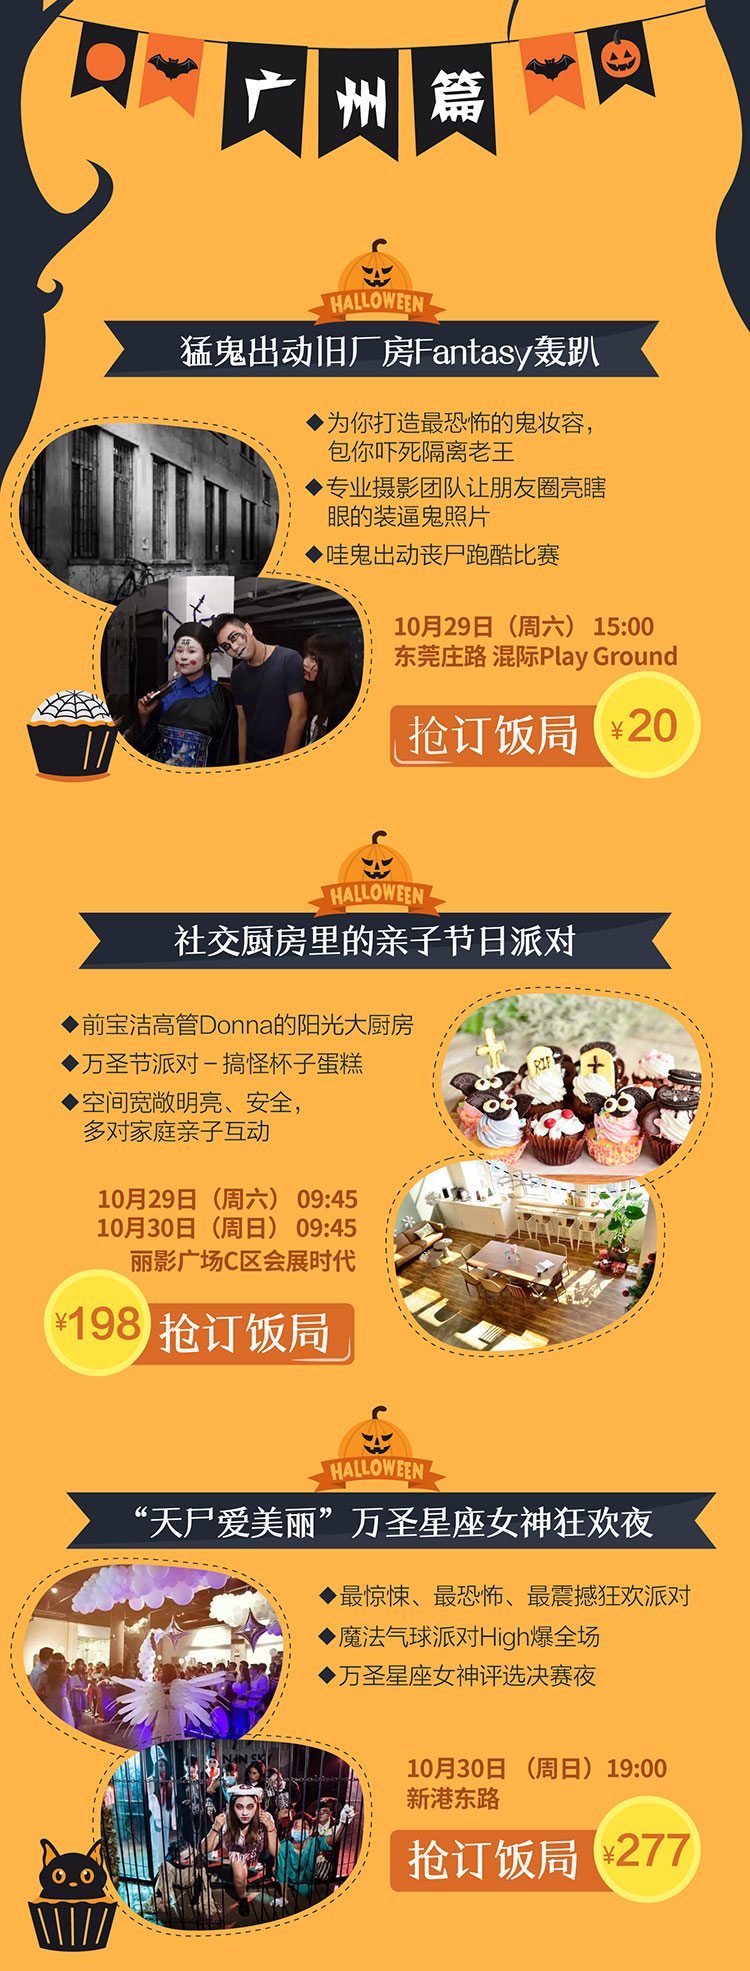 广州篇
HALLOWEEN
猛鬼出动旧厂房Fantasy轰趴
◆为你打造最恐怖的鬼妆容，
包你吓死隔离老王
◆专业摄影团队让朋友圈亮瞎
眼的装逼鬼照片
◆哇鬼出动丧尸跑酷比赛
10月29日（周六） 15:00
东莞庄路 混际Play Ground
抢订饭局 ¥20
HALLOWEEN
社交厨房里的亲子节日派对
◆前宝洁高管Donna的阳光大厨房
◆万圣节派对 – 搞怪杯子蛋糕
◆空间宽敞明亮、安全，
多对家庭亲子互动
RIP
10月29日（周六） 09:45
10月30日（周日） 09:45
丽影广场C区会展时代
¥198 抢订饭局
HALLOWEEN
“天尸爱美丽”万圣星座女神狂欢夜
◆最惊悚、最恐怖、最震撼狂欢派对
◆魔法气球派对High爆全场
◆万圣星座女神评选决赛夜
10月30日 （周日）19:00
新港东路
抢订饭局 ¥277